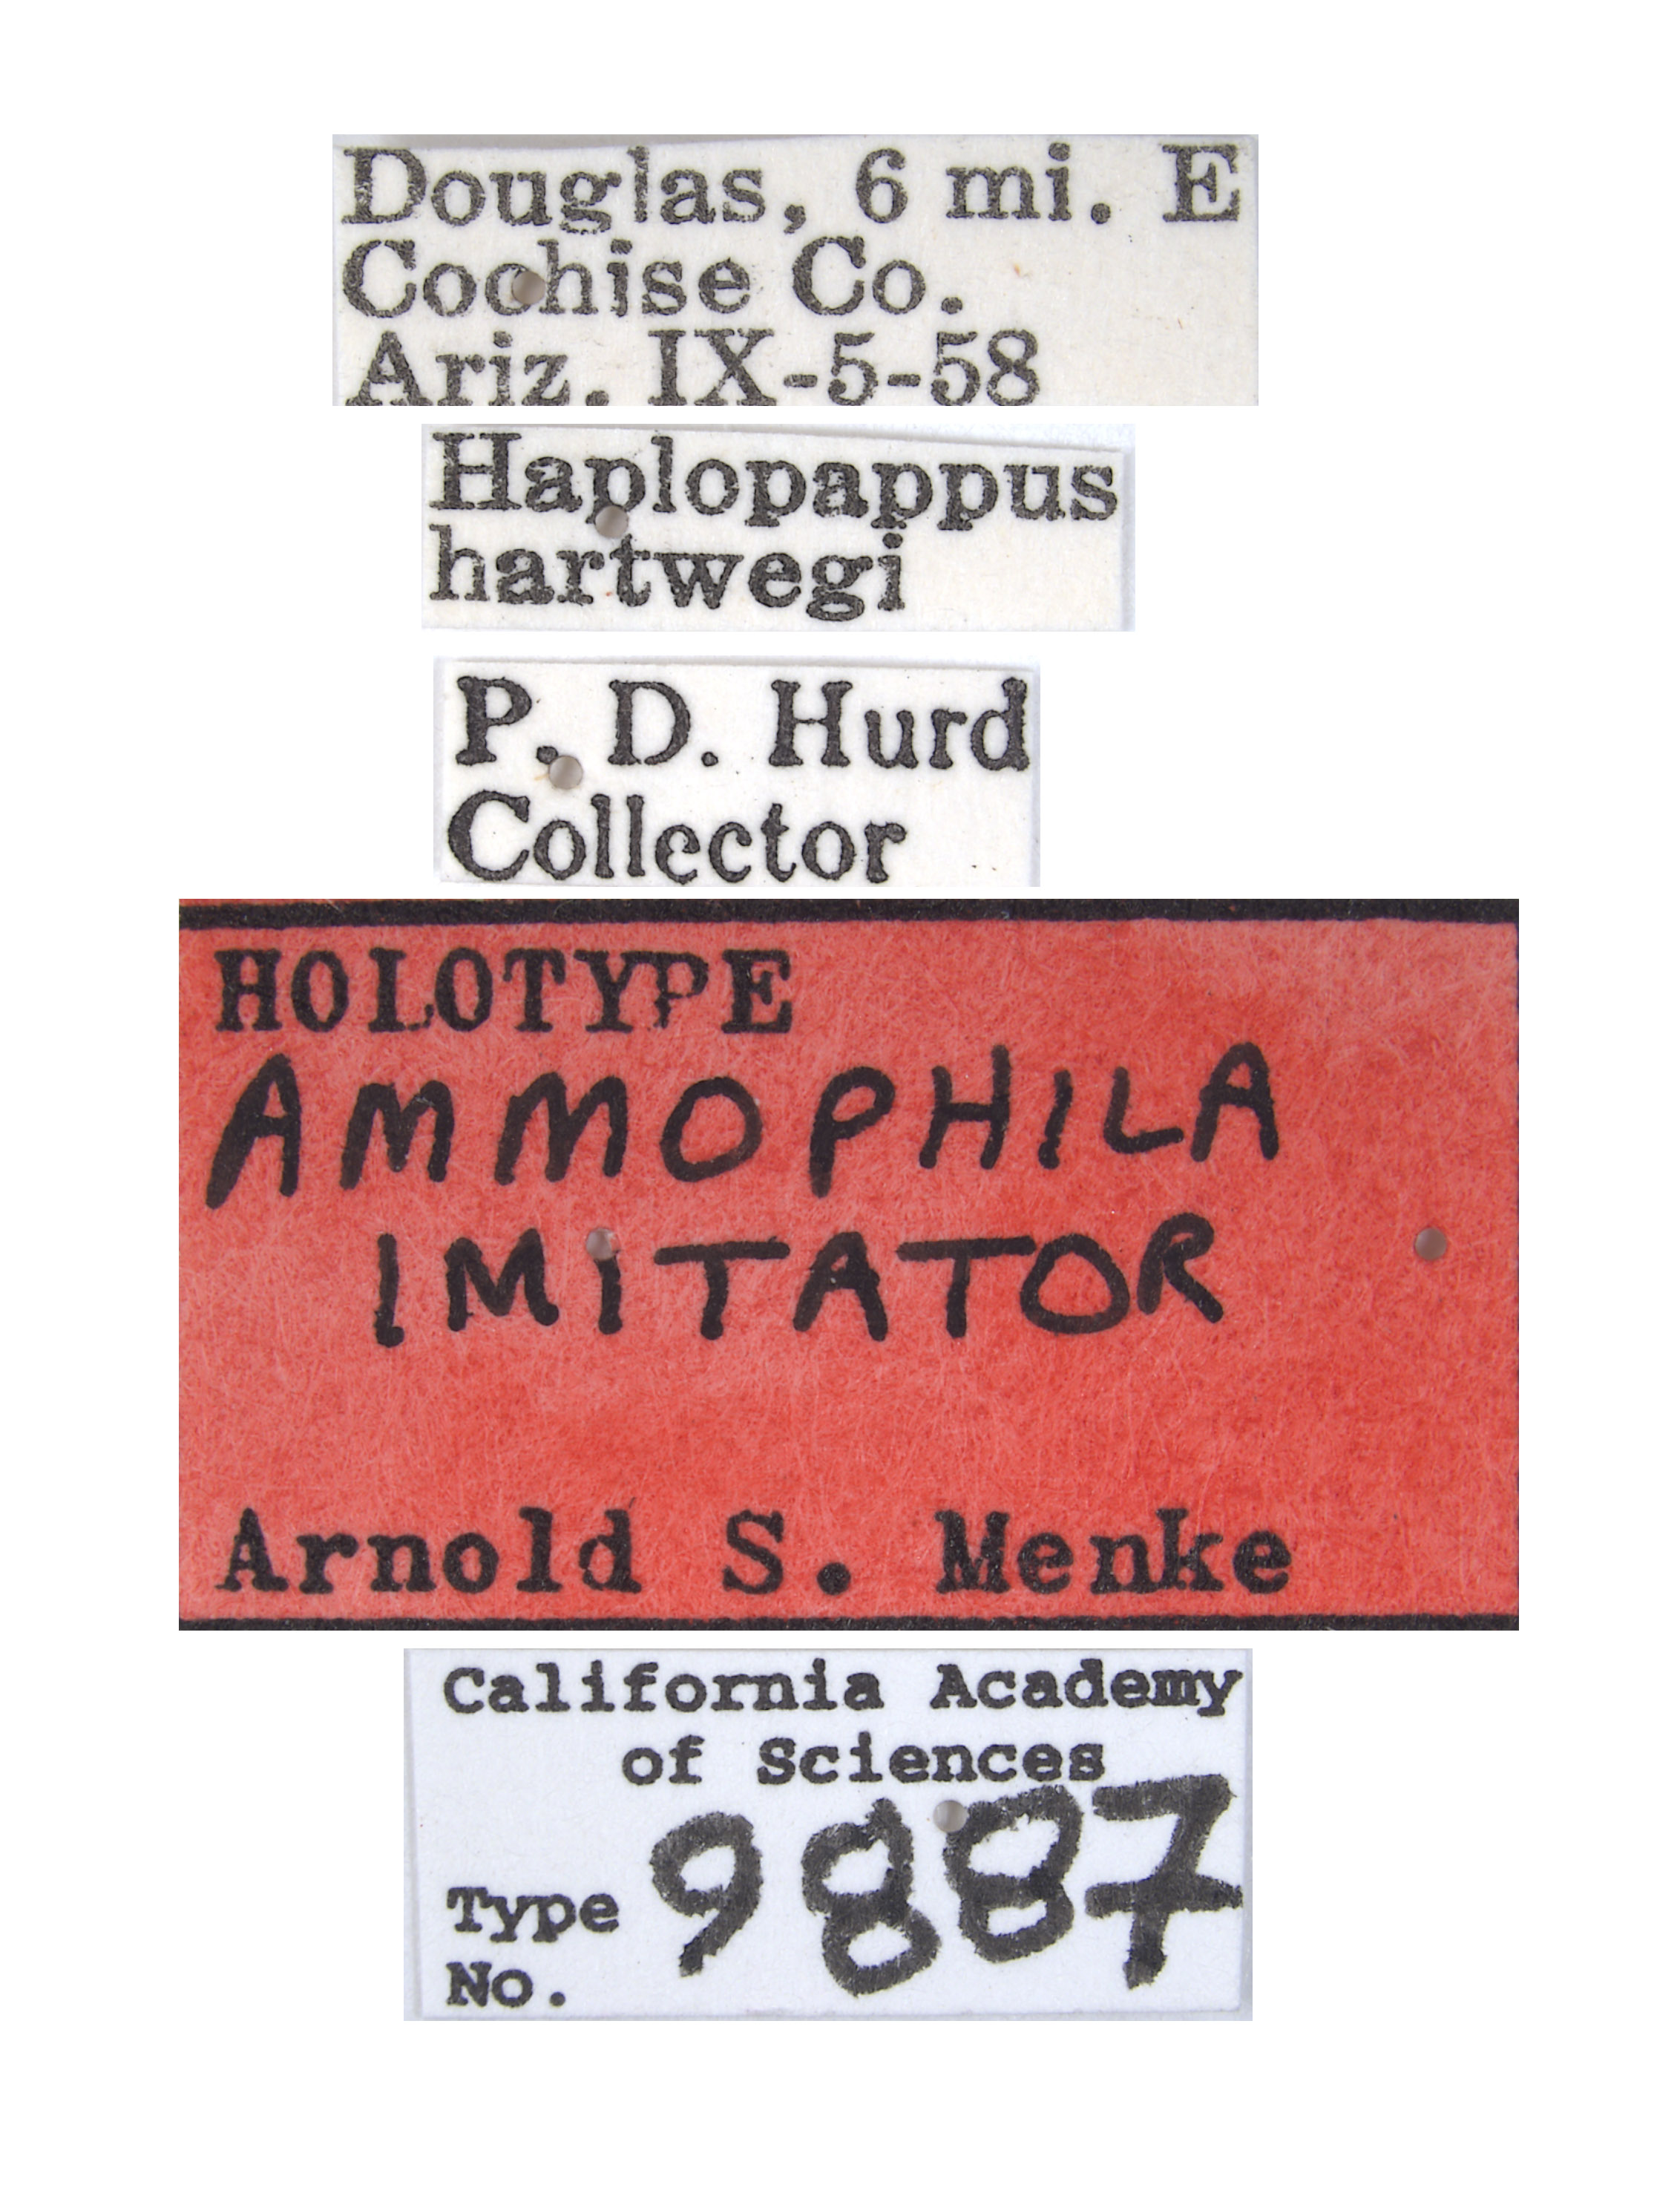 Douglas, 6 mi. E
Cochise Co.
Ariz. IX-5-58
Haplopappus
hartwegi
P. D. Hurd
Collector
HOLOTYPE
AMMOPHILA
IMITATOR
Arnold S. Menke
California Academy
of Sciences
Type
No. 9887